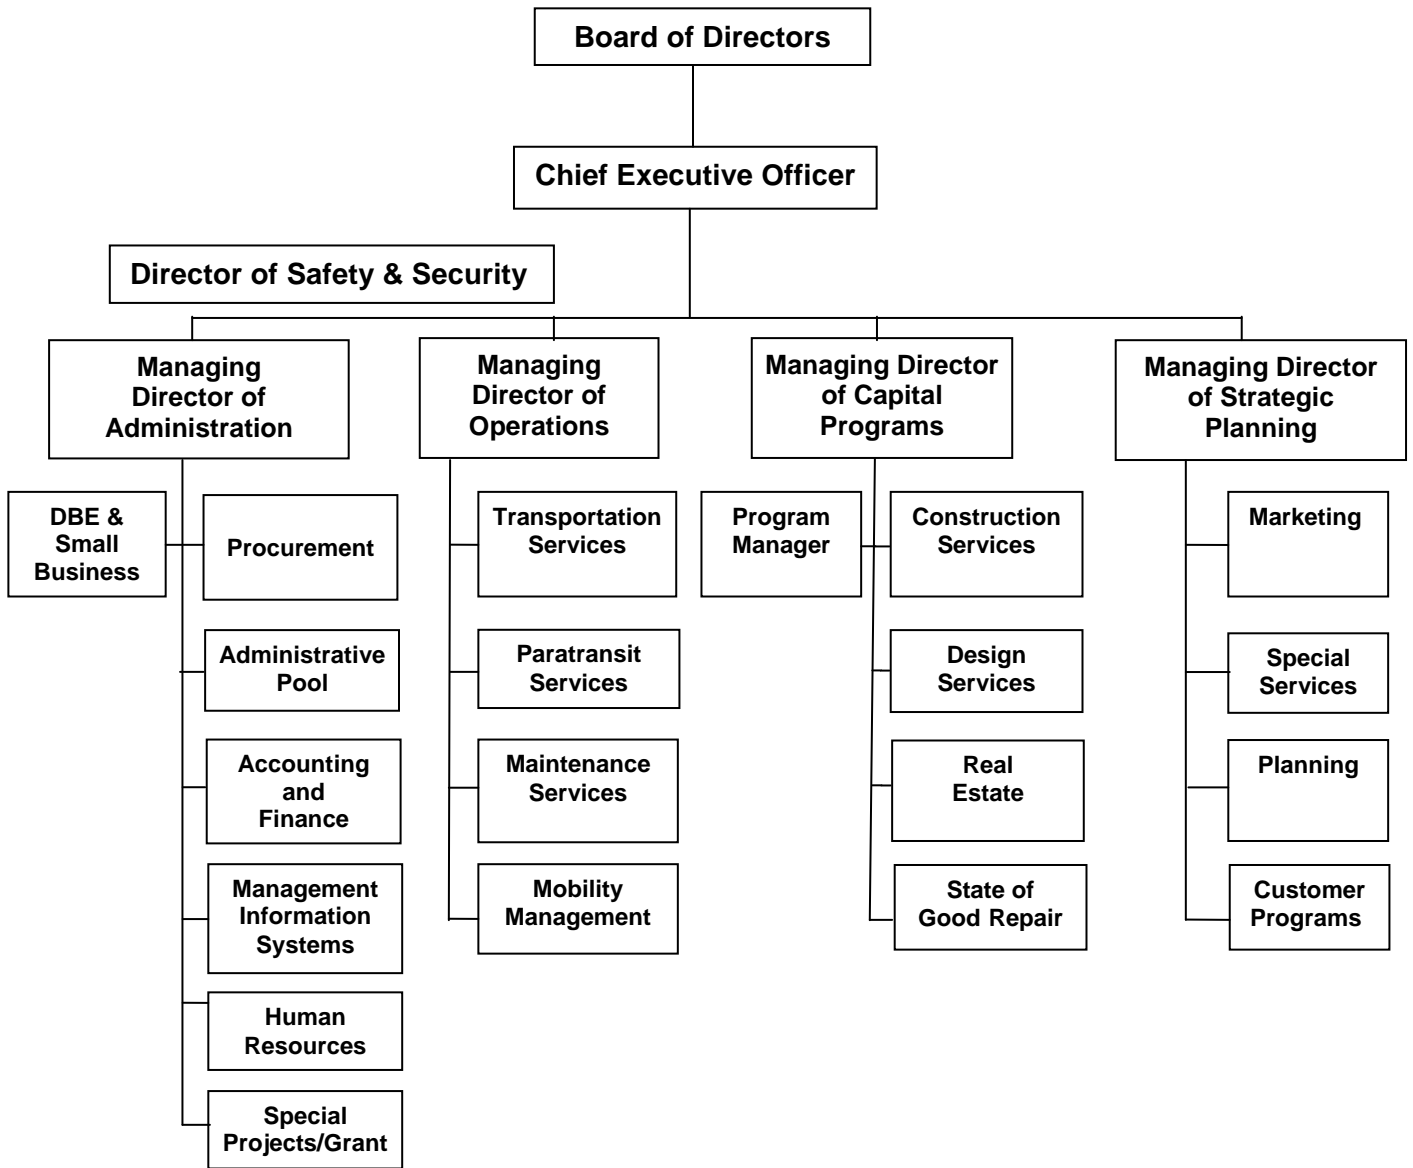 Board of Directors
Chief Executive Officer
Director of Safety & Security
Managing
Director of
Administration
Managing
Director of
Operations
Managing Director
of Capital
Programs
Managing Director
of Strategic
Planning
DBE &
Small
Business
Procurement
Transportation
Services
Program
Manager
Construction
Services
Marketing
Administrative
Pool
Paratransit
Services
Design
Services
Special
Services
Accounting
and
Finance
Maintenance
Services
Real
Estate
Planning
Management
Information
Systems
Mobility
Management
State of
Good Repair
Customer
Programs
Human
Resources
Special
Projects/Grant